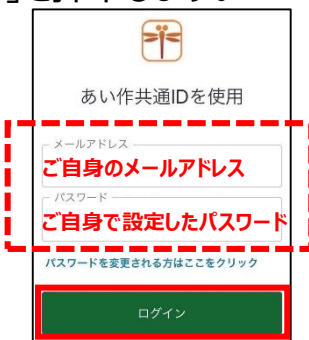 」を押下します。
あい作共通IDを使用
メールアドレス
ご自身のメールアドレス
パスワード
ご自身で設定したパスワード
パスワードを変更される方はここをクリック
ログイン